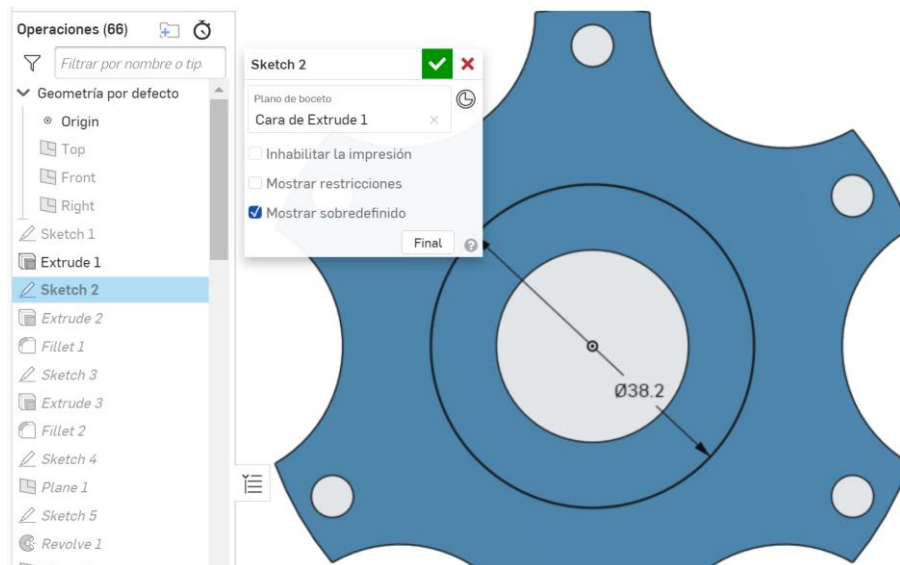 Operaciones (66)
Filtrar por nombre o tip
Geometría por defecto
Origin
Top
Front
Right
Sketch 1
Extrude 1
Sketch 2
Extrude 2
Fillet 1
Sketch 3
Extrude 3
Fillet 2
Sketch 4
Plane 1
Sketch 5
Revolve 1
Sketch 2
Plano de boceto
Cara de Extrude 1
Inhabilitar la impresión
Mostrar restricciones
Mostrar sobredefinido
Final
Ø38.2